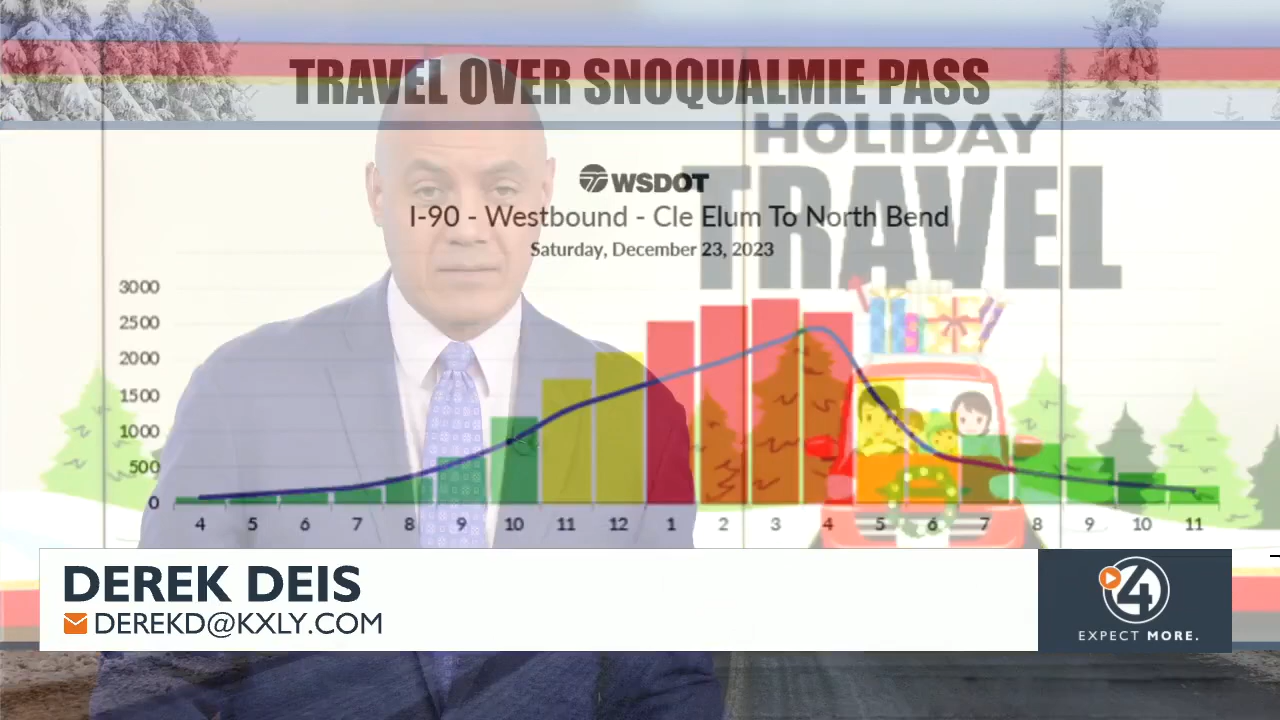 TRAVEL OVER SNOQUALMIE PASS
HOLIDAY
TRAVEL
WSDOT
I-90 - Westbound - Cle Elum To North Bend
Saturday, December 23, 2023
3000
2500
2000
1500
1000
500
0
4 5 6 7 8 9 10 11 12 1 2 3 4 5 6 7 8 9 10 11
DEREK DEIS
DEREKD@KXLY.COM
4
EXPECT MORE.